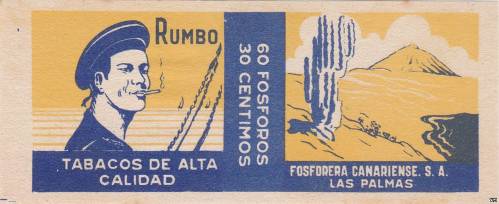 RUMBO
TABACOS DE ALTA
CALIDAD
60 FOSFOROS
30 CENTIMOS
FOSFORERA CANARIENSE. S. A.
LAS PALMAS